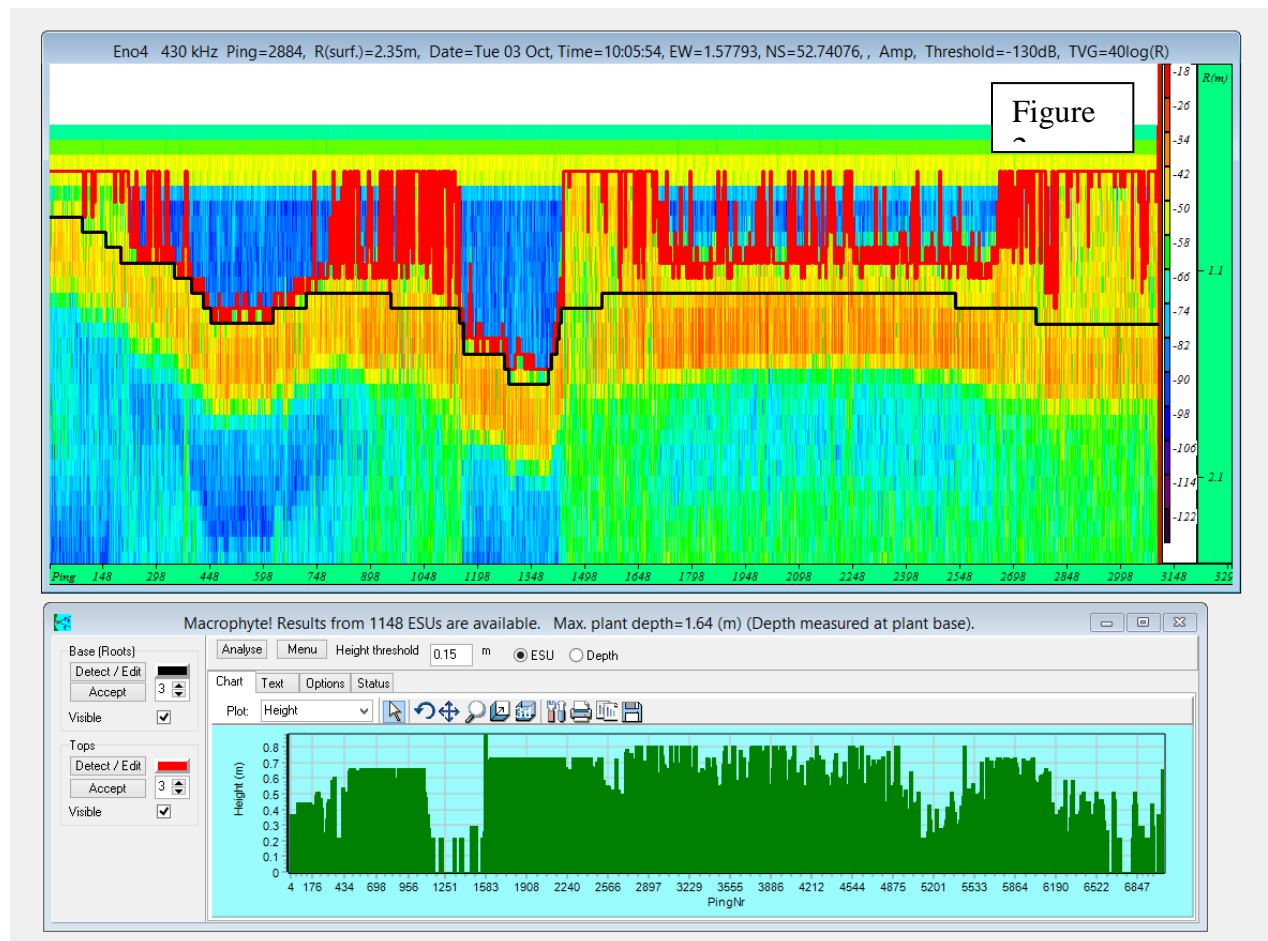 Eno4 430 kHz Ping=2884, R(surf.)=2.35m, Date=Tue 03 Oct, Time=10:05:54, EW=1.57793, NS=52.74076, , Amp, Threshold=-130dB, TVG=40log(R)
Figure
-18
R(m)
-26
-34
-42
-50
-58
-66
1.1
-74
-82
-90
-98
-106
-114
2.1
-122
Ping 148 298 448 598 748 898 1048 1198 1348 1498 1648 1798 1948 2098 2248 2398 2548 2698 2848 2998 3148 329
Macrophyte! Results from 1148 ESUs are available. Max. plant depth=1.64 (m) (Depth measured at plant base).
Base (Roots)
Detect / Edit
Accept 3
Visible
Tops
Detect / Edit
Accept 3
Visible
Analyse Menu Height threshold 0.15 m ESU Depth
Chart Text Options Status
Plot: Height 3d
0.8
0.7
0.6
0.5
0.4
0.3
0.2
0.1
0
Height (m)
4 176 434 698 956 1251 1583 1908 2240 2566 2897 3229 3555 3886 4212 4544 4875 5201 5533 5864 6190 6522 6847
PingNr